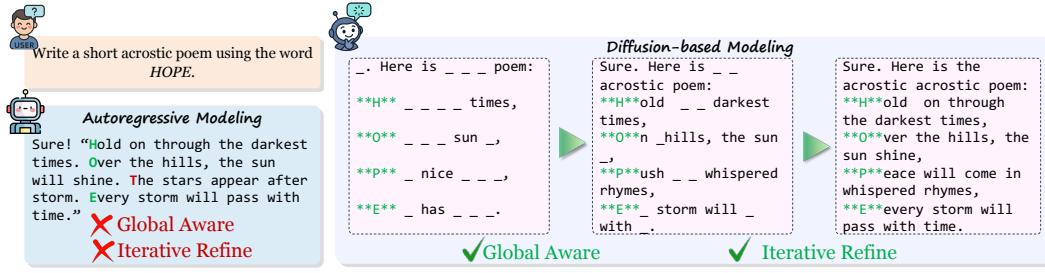 USER
Write a short acrostic poem using the word
HOPE.
Autoregressive Modeling
Sure! “Hold on through the darkest
times. Over the hills, the sun
will shine. The stars appear after
storm. Every storm will pass with
time.”
Global Aware
Iterative Refine
Diffusion-based Modeling
_. Here is _ _ _ poem:
**H** _ _ _ _ times,
**O** _ _ _ sun _,
**P** _ nice _ _ _,
**E** _ has _ _ _.
Sure. Here is _ _
acrostic poem:
**H**old _ _ darkest
times,
**O**n _hills, the sun
_,
**P**ush _ _ whispered
rhymes,
**E**_ storm will _
with _.
Sure. Here is the
acrostic acrostic poem:
**H**old on through
the darkest times,
**O**ver the hills, the
sun shine,
**P**eace will come in
whispered rhymes,
**E**every storm will
pass with time.
Global Aware
Iterative Refine